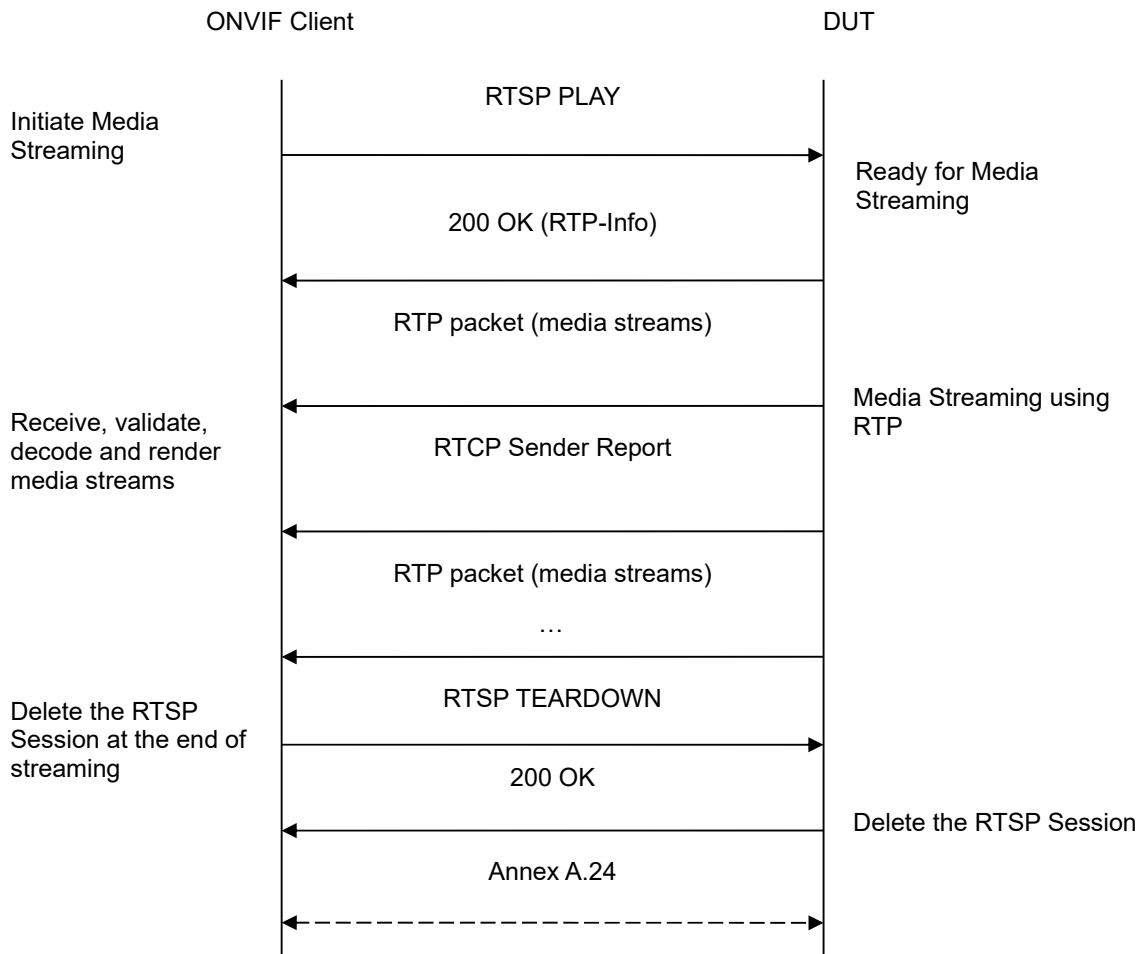 ONVIF Client
DUT
RTSP PLAY
Initiate Media
Streaming
Ready for Media
Streaming
200 OK (RTP-Info)
RTP packet (media streams)
Media Streaming using
RTP
Receive, validate,
decode and render
media streams
RTCP Sender Report
RTP packet (media streams)
…
RTSP TEARDOWN
Delete the RTSP
Session at the end of
streaming
200 OK
Delete the RTSP Session
Annex A.24